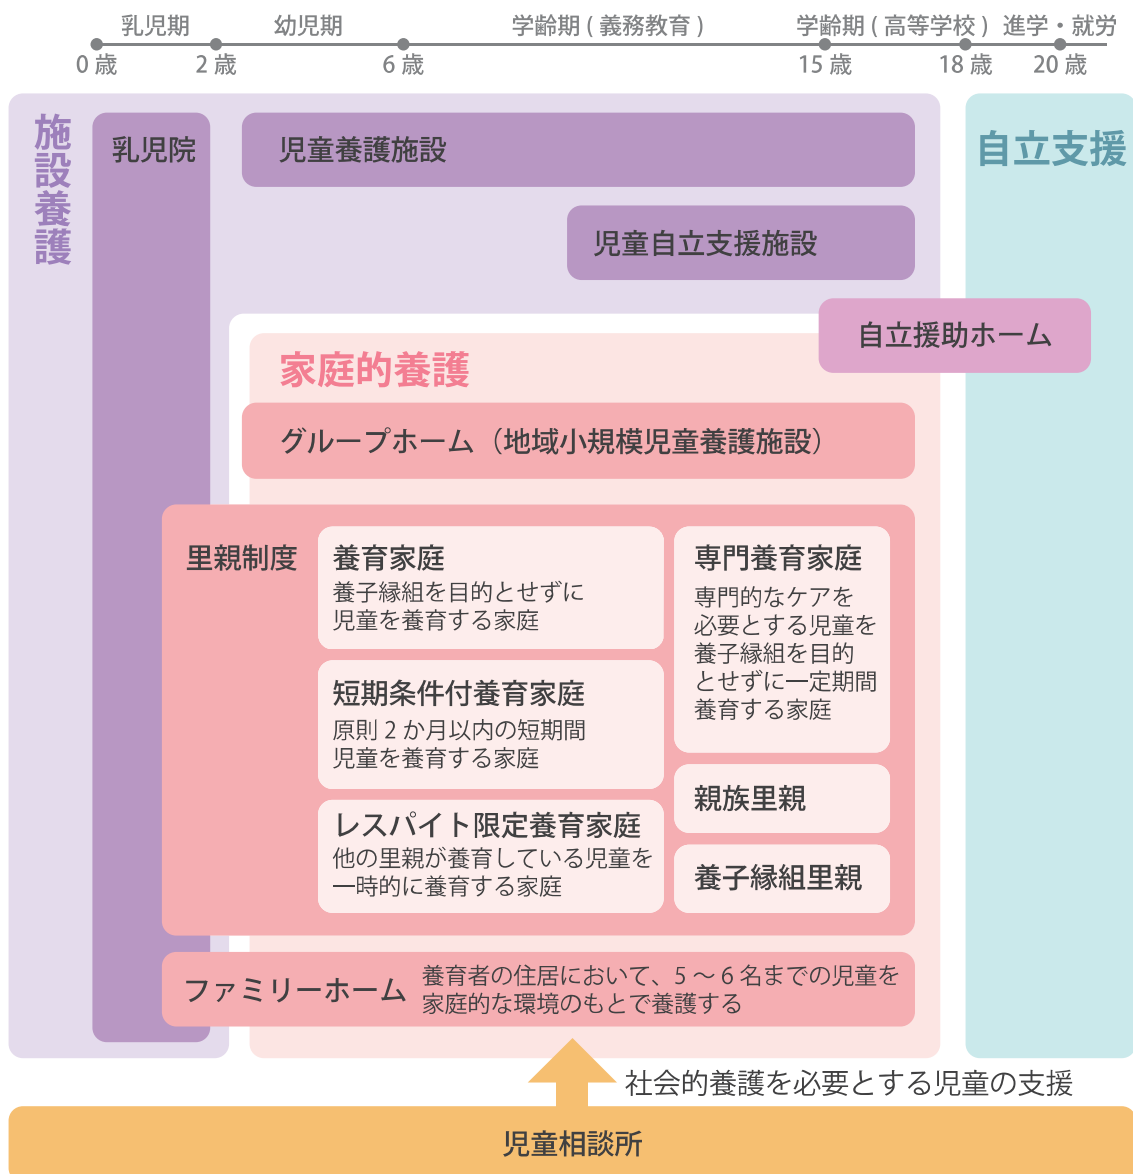 乳児期
幼児期
学齢期 ( 義務教育 )
学齢期 ( 高等学校 )
進学・就労
0 歳
2 歳
6 歳
15 歳
18 歳
20 歳
施設養護
乳児院
児童養護施設
自立支援
児童自立支援施設
自立援助ホーム
家庭的養護
グループホーム（地域小規模児童養護施設）
里親制度
養育家庭
養子縁組を目的とせずに
児童を養育する家庭
短期条件付養育家庭
原則 2 か月以内の短期間
児童を養育する家庭
レスパイト限定養育家庭
他の里親が養育している児童を
一時的に養育する家庭
専門養育家庭
専門的なケアを
必要とする児童を
養子縁組を目的
とせずに一定期間
養育する家庭
親族里親
養子縁組里親
ファミリーホーム
養育者の住居において、5 ～ 6 名までの児童を
家庭的な環境のもとで養護する
社会的養護を必要とする児童の支援
児童相談所